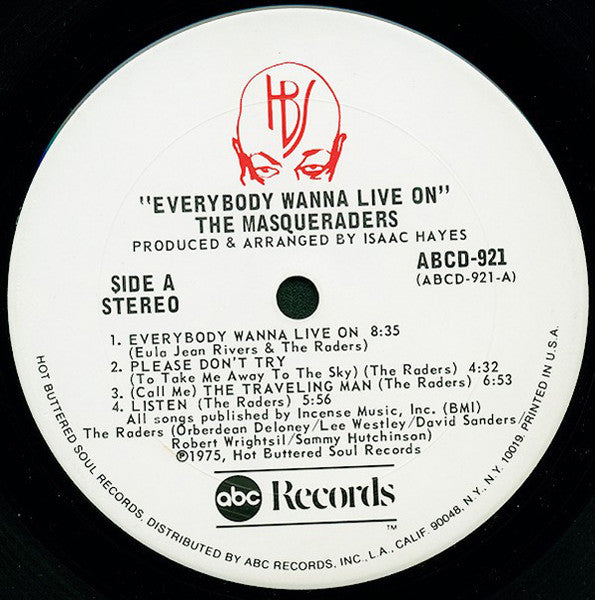 HBS
"EVERYBODY WANNA LIVE ON"
THE MASQUERADERS
PRODUCED & ARRANGED BY ISAAC HAYES
SIDE A
STEREO
ABCD-921
(ABCD-921-A)
1. EVERYBODY WANNA LIVE ON 8:35
(Eula Jean Rivers & The Raders)
2. PLEASE DON'T TRY
(To Take Me Away To The Sky) (The Raders) 4:32
3. (Call Me) THE TRAVELING MAN (The Raders) 6:53
4. LISTEN (The Raders) 5:56
All songs published by Incense Music, Inc. (BMI)
The Raders (Orberdean Deloney/Lee Westley/David Sanders/
Robert Wrightsil/Sammy Hutchinson)
℗1975, Hot Buttered Soul Records
abc Records
TM
HOT BUTTERED SOUL RECORDS, DISTRIBUTED BY ABC RECORDS, INC., L.A., CALIF. 90048, N.Y. N.Y. 10019. PRINTED IN U.S.A.